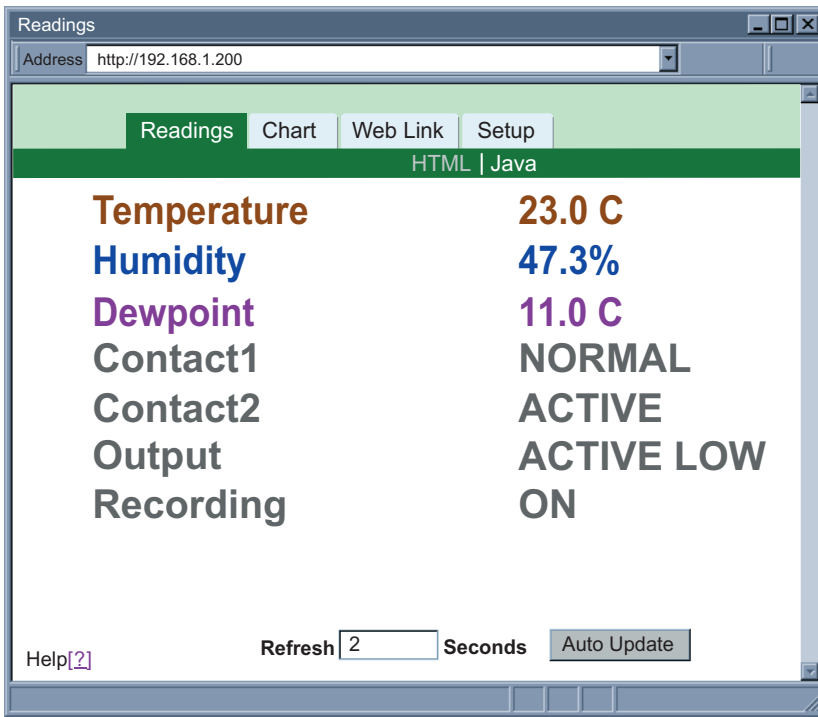 Readings
Address http://192.168.1.200
Readings Chart Web Link Setup
HTML | Java
Temperature 23.0 C
Humidity 47.3%
Dewpoint 11.0 C
Contact1 NORMAL
Contact2 ACTIVE
Output ACTIVE LOW
Recording ON
Refresh 2 Seconds Auto Update
Help[?]